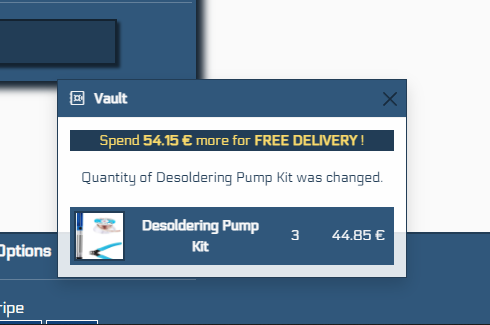 Vault
Spend 54.15 € more for FREE DELIVERY !
Quantity of Desoldering Pump Kit was changed.
Desoldering Pump
Kit
3
44.85 €
Options
ripe